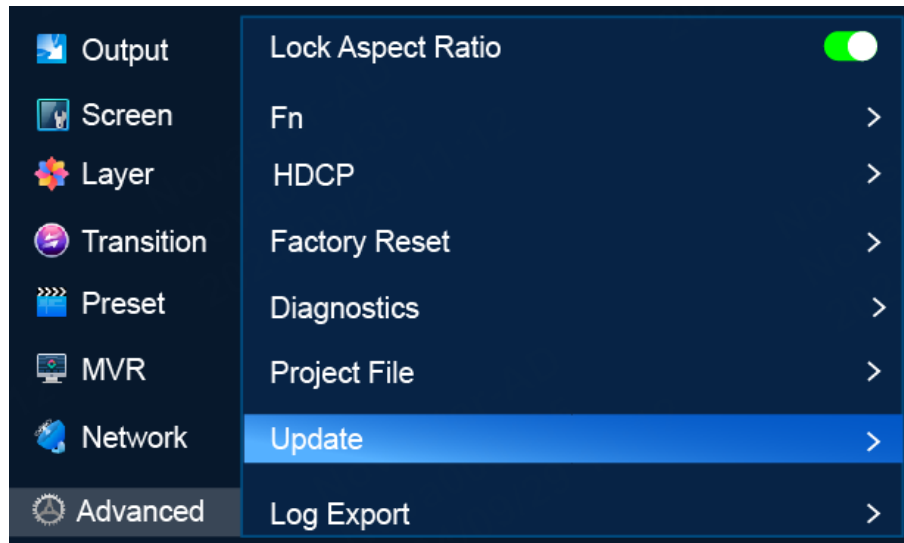 Output
Screen
Layer
Transition
Preset
MVR
Network
Advanced
Lock Aspect Ratio
Fn
HDCP
Factory Reset
Diagnostics
Project File
Update
Log Export